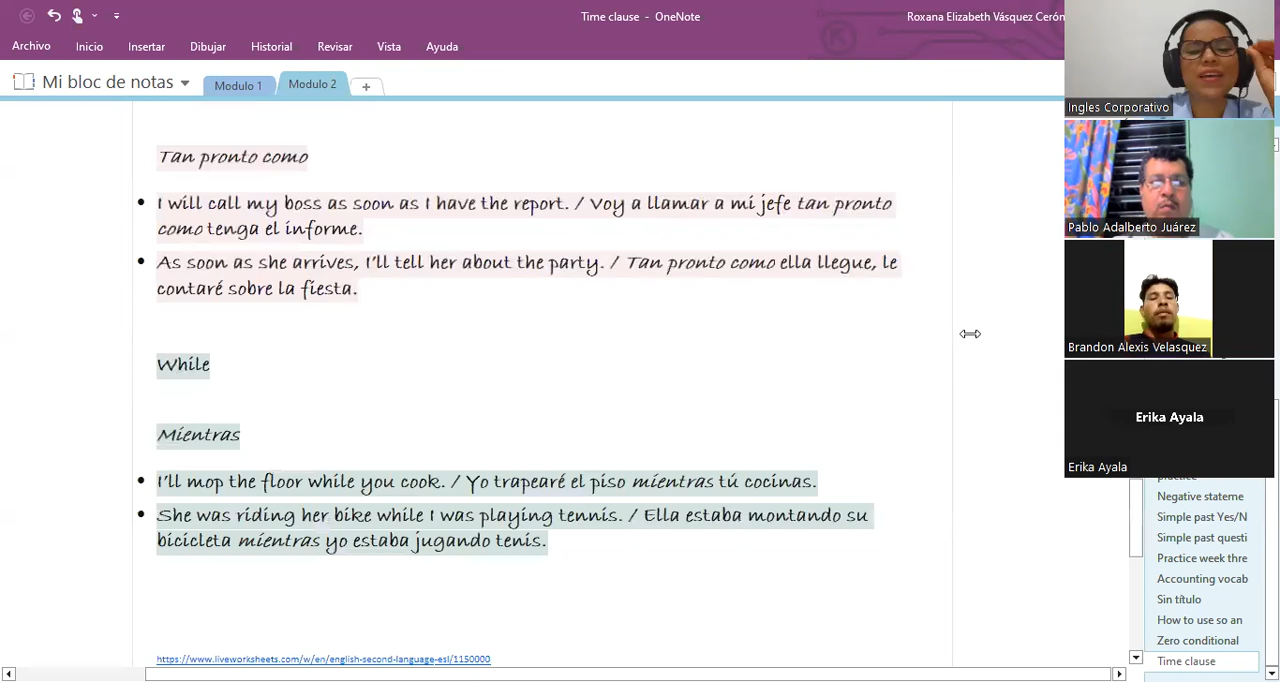 Time clause - OneNote
Roxana Elizabeth Vásquez Cerón
Archivo Inicio Insertar Dibujar Historial Revisar Vista Ayuda
Mi bloc de notas Modulo 1 Modulo 2 +
Tan pronto como
I will call my boss as soon as I have the report. / Voy a llamar a mi jefe tan pronto
como tenga el informe.
As soon as she arrives, I'll tell her about the party. / Tan pronto como ella llegue, le
contaré sobre la fiesta.
While
Mientras
I'll mop the floor while you cook. / Yo trapearé el piso mientras tú cocinas.
She was riding her bike while I was playing tennis. / Ella estaba montando su
bicicleta mientras yo estaba jugando tenis.
https://www.liveworksheets.com/w/en/english-second-language-esl/1150000
Ingles Corporativo
Pablo Adalberto Juárez
Brandon Alexis Velasquez
Erika Ayala
Erika Ayala
practice
Negative stateme
Simple past Yes/N
Simple past questi
Practice week thre
Accounting vocab
Sin título
How to use so an
Zero conditional
Time clause